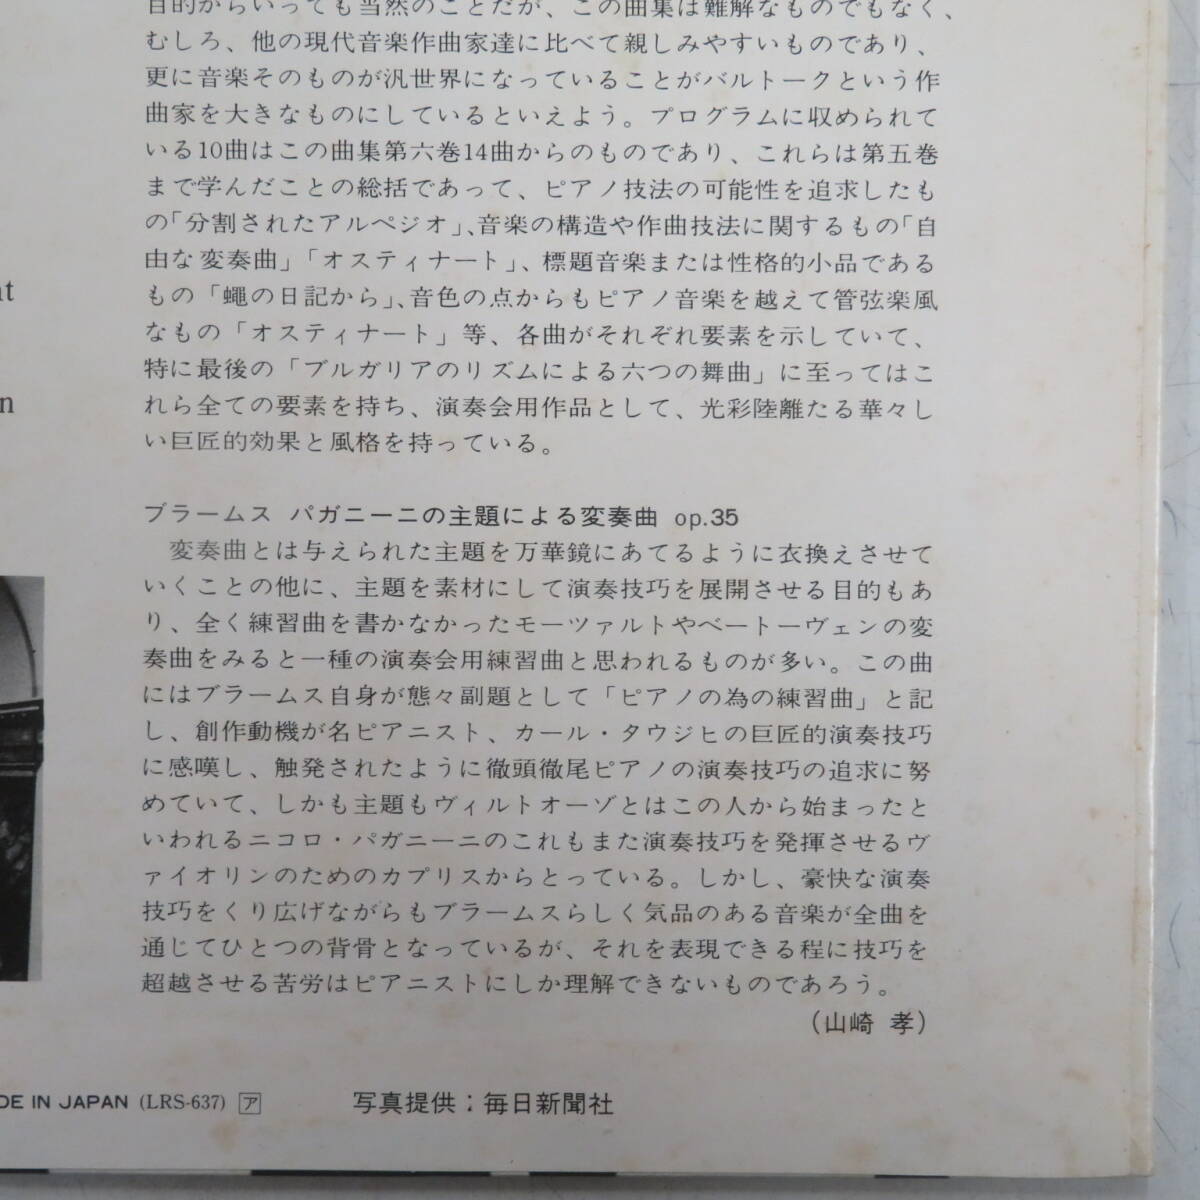 目的からいっても当然のことだが、この曲集は難解なものでもなく、
むしろ、他の現代音楽作曲家達に比べて親しみやすいものであり、
更に音楽そのものが汎世界になっていることがバルトークという作
曲家を大きなものにしているといえよう。プログラムに収められて
いる10曲はこの曲集第六巻14曲からのものであり、これらは第五巻
まで学んだことの総括であって、ピアノ技法の可能性を追求したも
の「分割されたアルペジオ」、音楽の構造や作曲技法に関するもの「自
由な変奏曲」「オスティナート」、標題音楽または性格的小品である
もの「蠅の日記から」、音色の点からもピアノ音楽を越えて管弦楽風
なもの「オスティナート」等、各曲がそれぞれ要素を示していて、
特に最後の「ブルガリアのリズムによる六つの舞曲」に至ってはこ
れら全ての要素を持ち、演奏会用作品として、光彩陸離たる華々し
い巨匠的効果と風格を持っている。
ブラームス パガニーニの主題による変奏曲 op.35
変奏曲とは与えられた主題を万華鏡にあてるように衣換えさせて
いくことの他に、主題を素材にして演奏技巧を展開させる目的もあ
り、全く練習曲を書かなかったモーツァルトやベートーヴェンの変
奏曲をみると一種の演奏会用練習曲と思われるものが多い。この曲
にはブラームス自身が態々副題として「ピアノの為の練習曲」と記
し、創作動機が名ピアニスト、カール・タウジヒの巨匠的演奏技巧
に感嘆し、触発されたように徹頭徹尾ピアノの演奏技巧の追求に努
めていて、しかも主題もヴィルトオーゾとはこの人から始まったと
いわれるニコロ・パガニーニのこれもまた演奏技巧を発揮させるヴ
ァイオリンのためのカプリスからとっている。しかし、豪快な演奏
技巧をくり広げながらもブラームスらしく気品のある音楽が全曲を
通じてひとつの背骨となっているが、それを表現できる程に技巧を
超越させる苦労はピアニストにしか理解できないものであろう。
(山崎 孝)
DE IN JAPAN (LRS-637) ア
写真提供:毎日新聞社